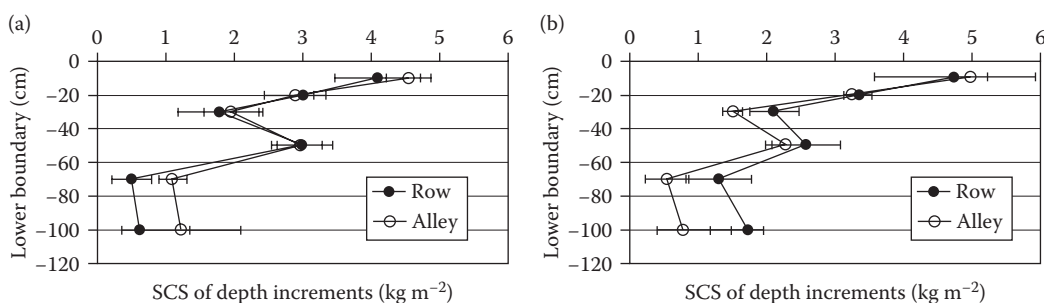 (a)
0 1 2 3 4 5 6
0
−20
−40
−60
−80
−100
−120
Lower boundary (cm)
Row
Alley
SCS of depth increments (kg m⁻²)
(b)
0 1 2 3 4 5 6
0
−20
−40
−60
−80
−100
−120
Lower boundary (cm)
Row
Alley
SCS of depth increments (kg m⁻²)